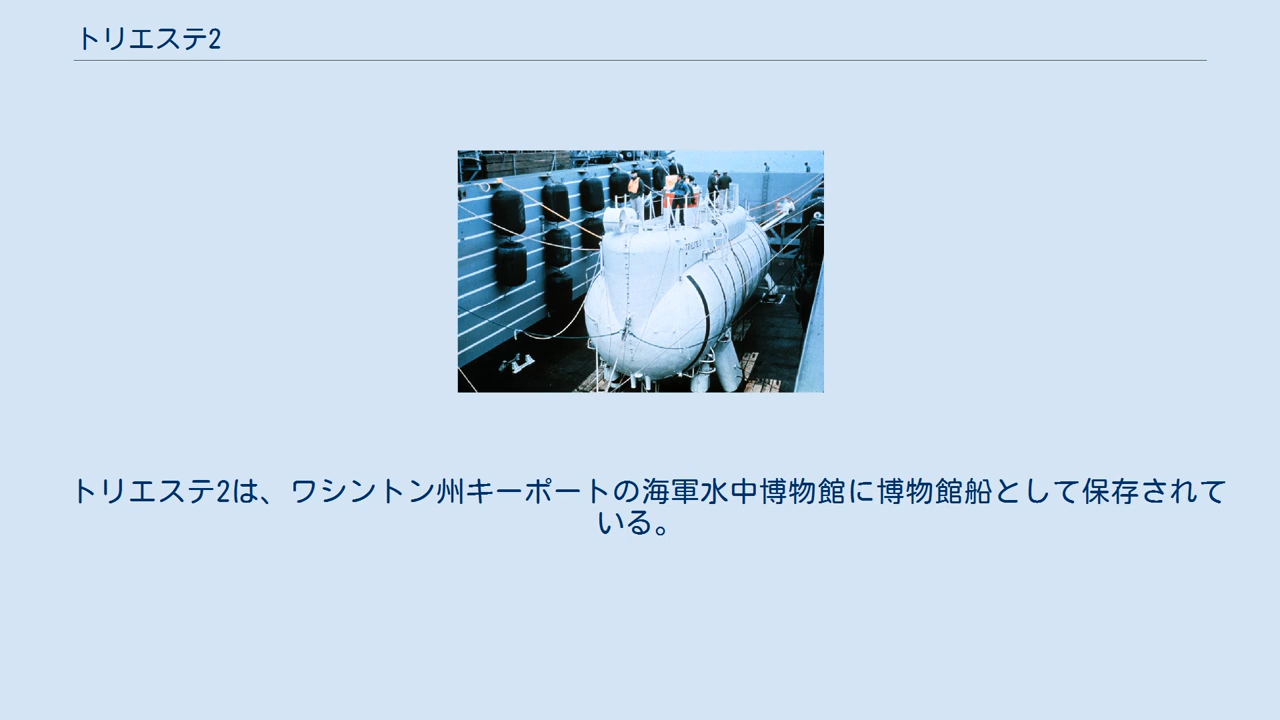 トリエステ2
トリエステ2は、ワシントン州キーポートの海軍水中博物館に博物館船として保存されて
いる。